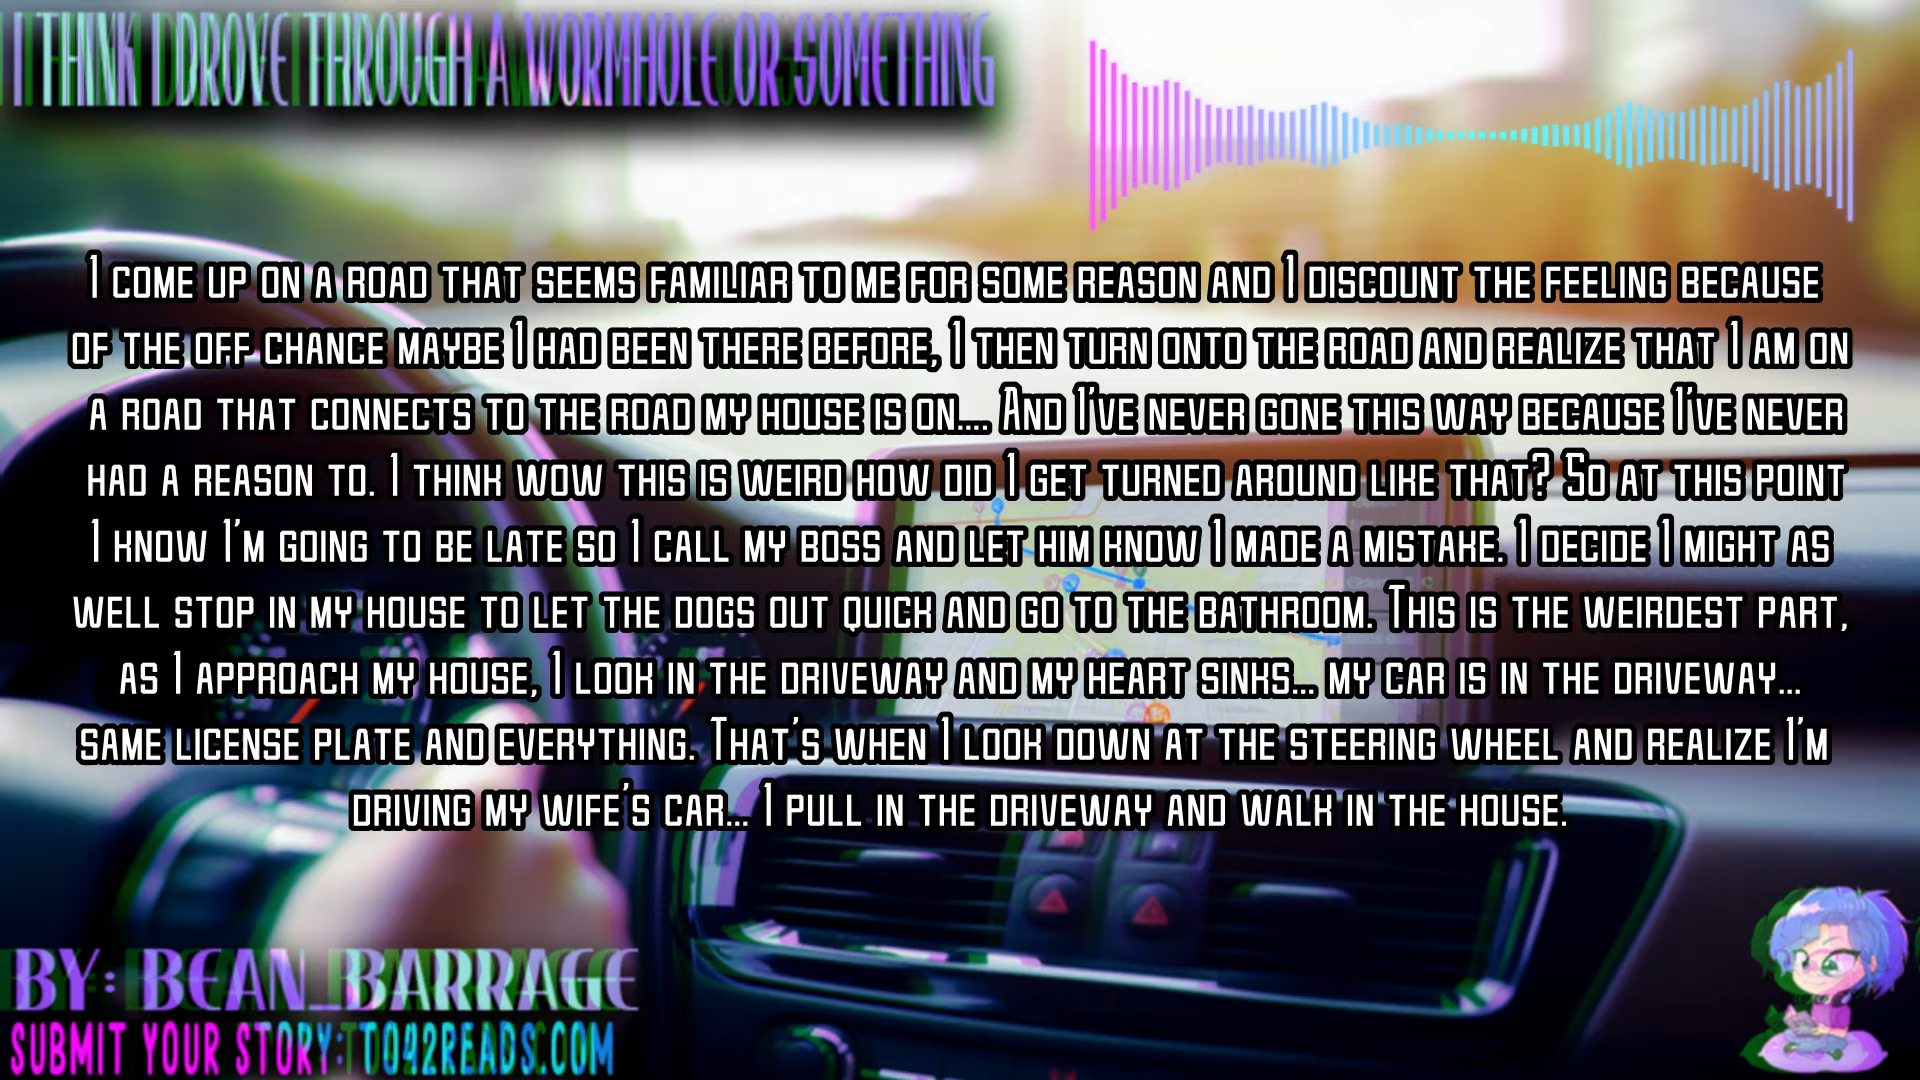 I THINK I DROVE THROUGH A WORMHOLE OR SOMETHING
I COME UP ON A ROAD THAT SEEMS FAMILIAR TO ME FOR SOME REASON AND I DISCOUNT THE FEELING BECAUSE
OF THE OFF CHANCE MAYBE I HAD BEEN THERE BEFORE, I THEN TURN ONTO THE ROAD AND REALIZE THAT I AM ON
A ROAD THAT CONNECTS TO THE ROAD MY HOUSE IS ON.... AND I'VE NEVER GONE THIS WAY BECAUSE I'VE NEVER
HAD A REASON TO. I THINK WOW THIS IS WEIRD HOW DID I GET TURNED AROUND LIKE THAT? SO AT THIS POINT
I KNOW I'M GOING TO BE LATE SO I CALL MY BOSS AND LET HIM KNOW I MADE A MISTAKE. I DECIDE I MIGHT AS
WELL STOP IN MY HOUSE TO LET THE DOGS OUT QUICK AND GO TO THE BATHROOM. THIS IS THE WEIRDEST PART,
AS I APPROACH MY HOUSE, I LOOK IN THE DRIVEWAY AND MY HEART SINKS... MY CAR IS IN THE DRIVEWAY...
SAME LICENSE PLATE AND EVERYTHING. THAT'S WHEN I LOOK DOWN AT THE STEERING WHEEL AND REALIZE I'M
DRIVING MY WIFE'S CAR... I PULL IN THE DRIVEWAY AND WALK IN THE HOUSE.
BY: BEAN_BARRAGE
SUBMIT YOUR STORY: TO42READS.COM